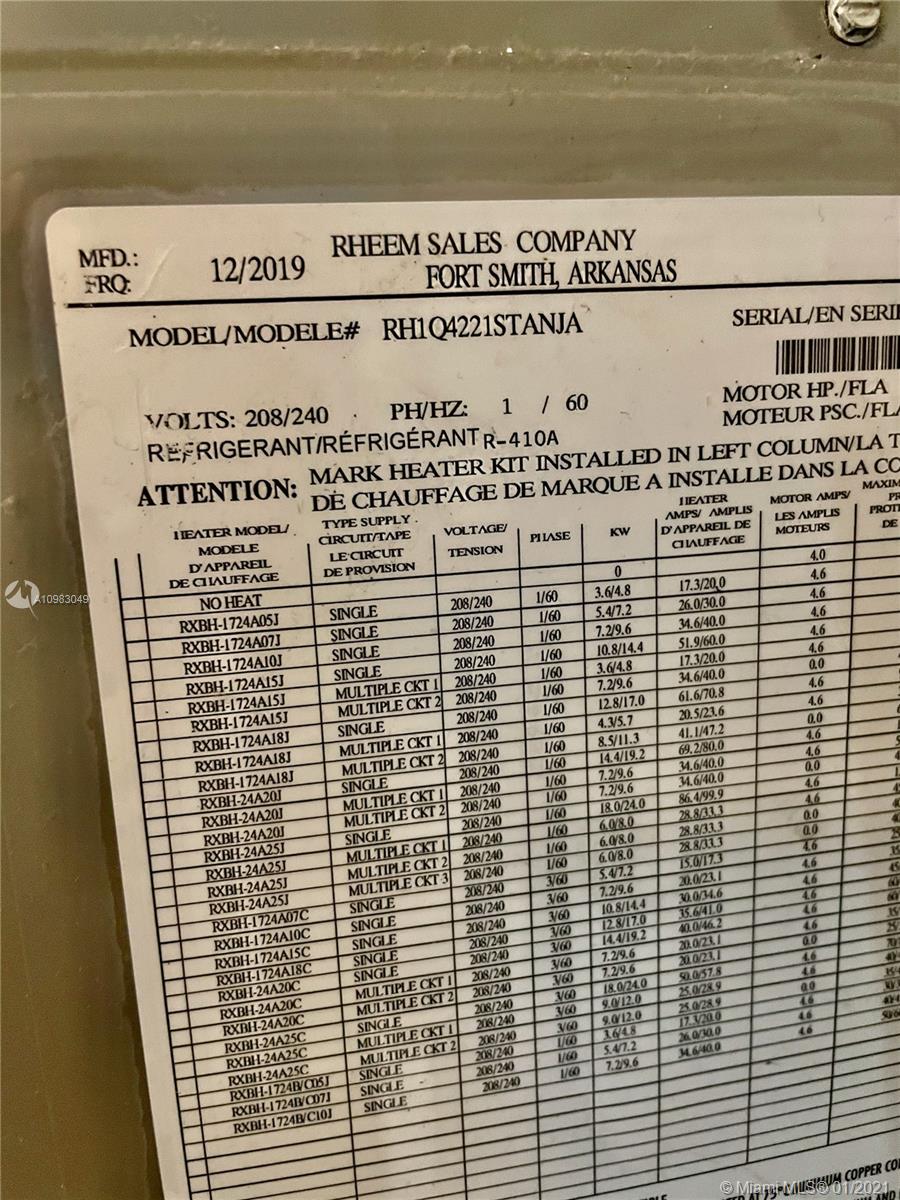 MFD.:
FRQ:
12/2019
RHEEM SALES COMPANY
FORT SMITH, ARKANSAS
MODEL/MODELE# RH1Q4221STANJA
SERIAL/EN SERIE
VOLTS: 208/240 PH/HZ: 1 / 60
MOTOR HP./FLA
MOTEUR PSC./FLA
REFRIGERANT/RÉFRIGÉRANT R-410A
ATTENTION: MARK HEATER KIT INSTALLED IN LEFT COLUMN/LA T
DE CHAUFFAGE DE MARQUE A INSTALLE DANS LA CO
HEATER MODEL/ MODELE D'APPAREIL DE CHAUFFAGE
TYPE SUPPLY CIRCUIT/TAPE LE CIRCUIT DE PROVISION
VOLTAGE/ TENSION
PHASE
KW
HEATER AMPS/ AMPLIS D'APPAREIL DE CHAUFFAGE
MOTOR AMPS/ LES AMPLIS MOTEURS
NO HEAT 0 4.0
RXBH-1724A05J SINGLE 208/240 1/60 3.6/4.8 17.3/20.0 4.6
RXBH-1724A07J SINGLE 208/240 1/60 5.4/7.2 26.0/30.0 4.6
RXBH-1724A10J SINGLE 208/240 1/60 7.2/9.6 34.6/40.0 4.6
RXBH-1724A15J SINGLE 208/240 1/60 10.8/14.4 51.9/60.0 4.6
RXBH-1724A15J MULTIPLE CKT 1 208/240 1/60 3.6/4.8 17.3/20.0 4.6
RXBH-1724A15J MULTIPLE CKT 2 208/240 1/60 7.2/9.6 34.6/40.0 0.0
RXBH-1724A18J SINGLE 208/240 1/60 12.8/17.0 61.6/70.8 4.6
RXBH-1724A18J MULTIPLE CKT 1 208/240 1/60 4.3/5.7 20.5/23.6 4.6
RXBH-1724A18J MULTIPLE CKT 2 208/240 1/60 8.5/11.3 41.1/47.2 0.0
RXBH-24A20J SINGLE 208/240 1/60 14.4/19.2 69.2/80.0 4.6
RXBH-24A20J MULTIPLE CKT 1 208/240 1/60 7.2/9.6 34.6/40.0 4.6
RXBH-24A20J MULTIPLE CKT 2 208/240 1/60 7.2/9.6 34.6/40.0 0.0
RXBH-24A25J SINGLE 208/240 1/60 18.0/24.0 86.4/99.9 4.6
RXBH-24A25J MULTIPLE CKT 1 208/240 1/60 6.0/8.0 28.8/33.3 4.6
RXBH-24A25J MULTIPLE CKT 2 208/240 1/60 6.0/8.0 28.8/33.3 0.0
RXBH-24A25J MULTIPLE CKT 3 208/240 1/60 6.0/8.0 28.8/33.3 0.0
RXBH-1724A07C SINGLE 208/240 3/60 5.4/7.2 15.0/17.3 4.6
RXBH-1724A10C SINGLE 208/240 3/60 7.2/9.6 20.0/23.1 4.6
RXBH-1724A15C SINGLE 208/240 3/60 10.8/14.4 30.0/34.6 4.6
RXBH-1724A18C SINGLE 208/240 3/60 12.8/17.0 35.6/41.0 4.6
RXBH-24A20C SINGLE 208/240 3/60 14.4/19.2 40.0/46.2 4.6
RXBH-24A20C MULTIPLE CKT 1 208/240 3/60 7.2/9.6 20.0/23.1 4.6
RXBH-24A20C MULTIPLE CKT 2 208/240 3/60 7.2/9.6 20.0/23.1 0.0
RXBH-24A25C SINGLE 208/240 3/60 18.0/24.0 50.0/57.8 4.6
RXBH-24A25C MULTIPLE CKT 1 208/240 3/60 9.0/12.0 25.0/28.9 4.6
RXBH-24A25C MULTIPLE CKT 2 208/240 3/60 9.0/12.0 25.0/28.9 0.0
RXBH-1724B/C05J SINGLE 208/240 1/60 3.6/4.8 17.3/20.0 4.6
RXBH-1724B/C07J SINGLE 208/240 1/60 5.4/7.2 26.0/30.0 4.6
RXBH-1724B/C10J SINGLE 208/240 1/60 7.2/9.6 34.6/40.0 4.6
A10983049
© Miami MLS® 01/2021